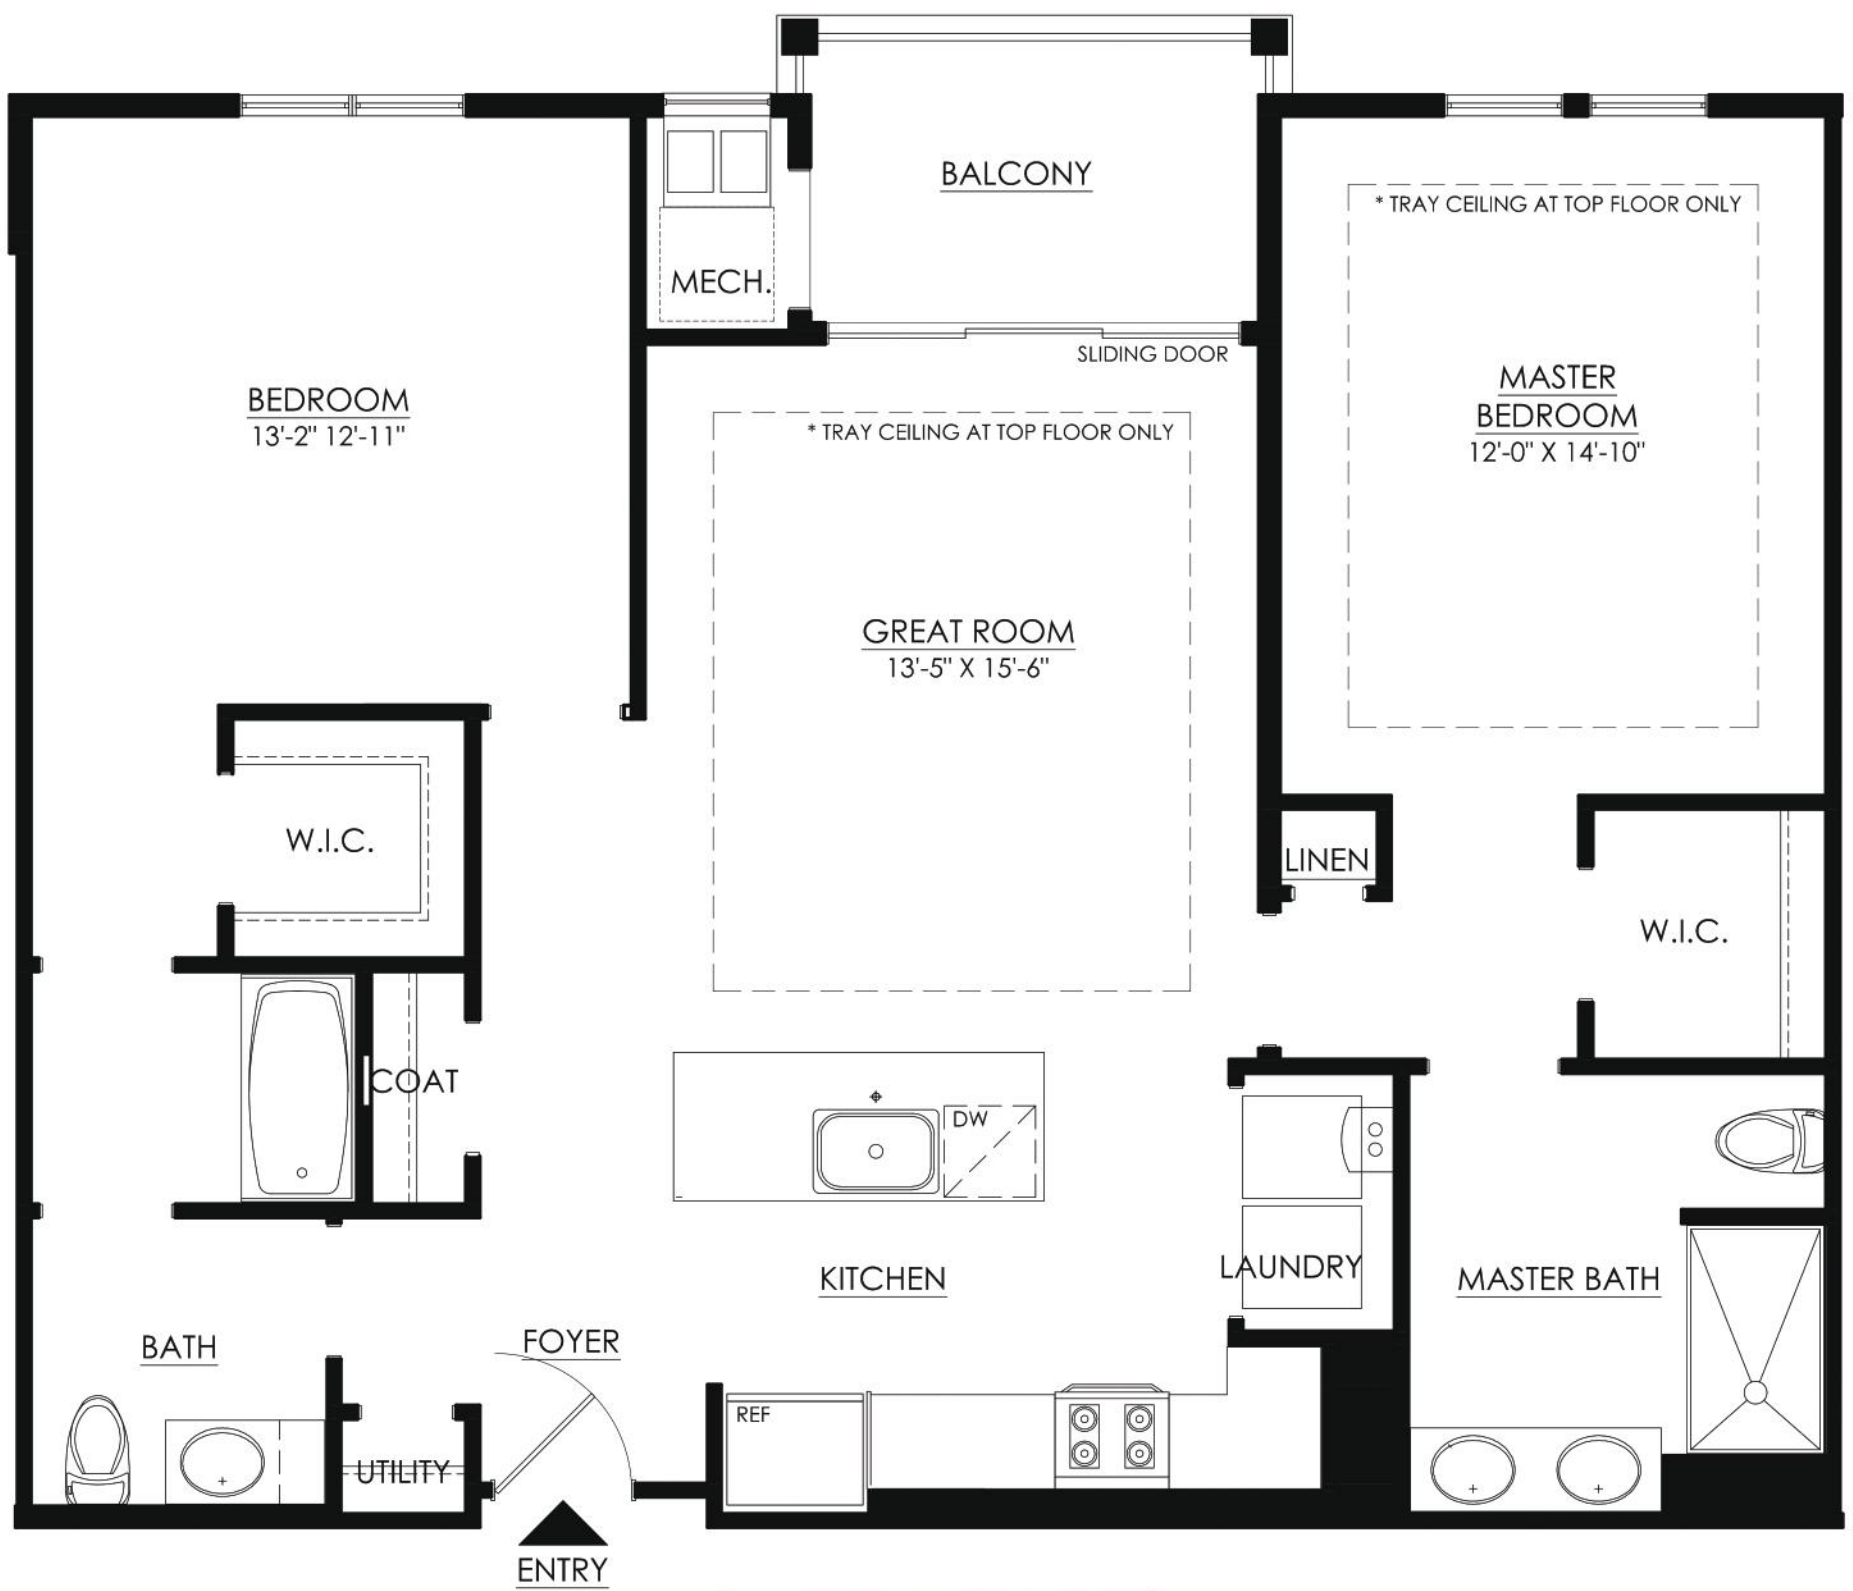 BALCONY
* TRAY CEILING AT TOP FLOOR ONLY
MECH.
SLIDING DOOR
BEDROOM
13'-2" 12'-11"
MASTER
BEDROOM
12'-0" X 14'-10"
* TRAY CEILING AT TOP FLOOR ONLY
GREAT ROOM
13'-5" X 15'-6"
W.I.C.
LINEN
W.I.C.
COAT
DW
LAUNDRY
KITCHEN
MASTER BATH
FOYER
BATH
REF
UTILITY
ENTRY